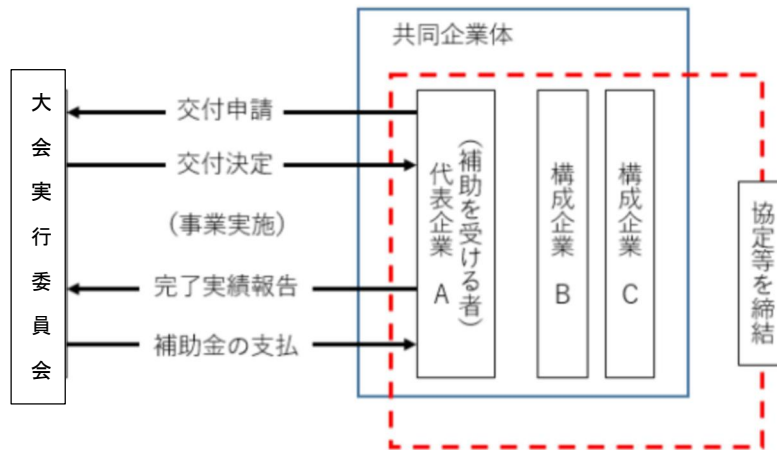 共同企業体
大会実行委員会
交付申請
交付決定
（事業実施）
完了実績報告
補助金の支払
（補助を受ける者）
代表企業 A
構成企業 B
構成企業 C
協定等を締結